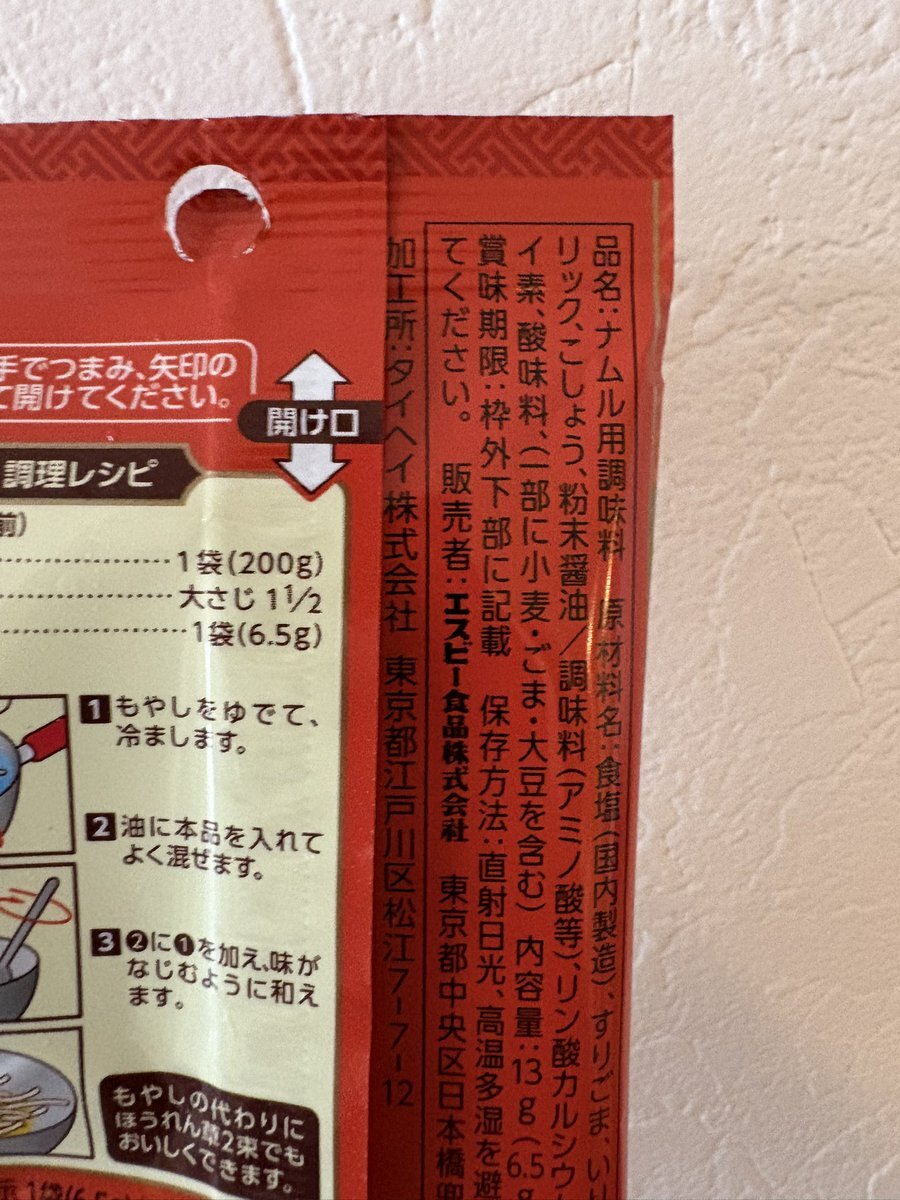 品名:ナムル用調味料 原材料名:食塩(国内製造)、すりごま、いり
リック、こしょう、粉末醤油/調味料(アミノ酸等)、リン酸カルシウ
イ素、酸味料、(一部に小麦・ごま・大豆を含む) 内容量:13g(6.5g
賞味期限:枠外下部に記載 保存方法:直射日光、高温多湿を避
てください。 販売者:エスビー食品株式会社 東京都中央区日本橋兜
加工所:タイヘイ株式会社 東京都江戸川区松江7-7-12
手でつまみ、矢印の
て開けてください。
開け口
調理レシピ
前)
1袋(200g)
大さじ 1 1/2
1袋(6.5g)
1 もやしをゆでて、
冷まします。
2 油に本品を入れて
よく混ぜます。
3 ❷に❶を加え、味が
なじむように和え
ます。
もやしの代わりに
ほうれん草2束でも
おいしくできます。